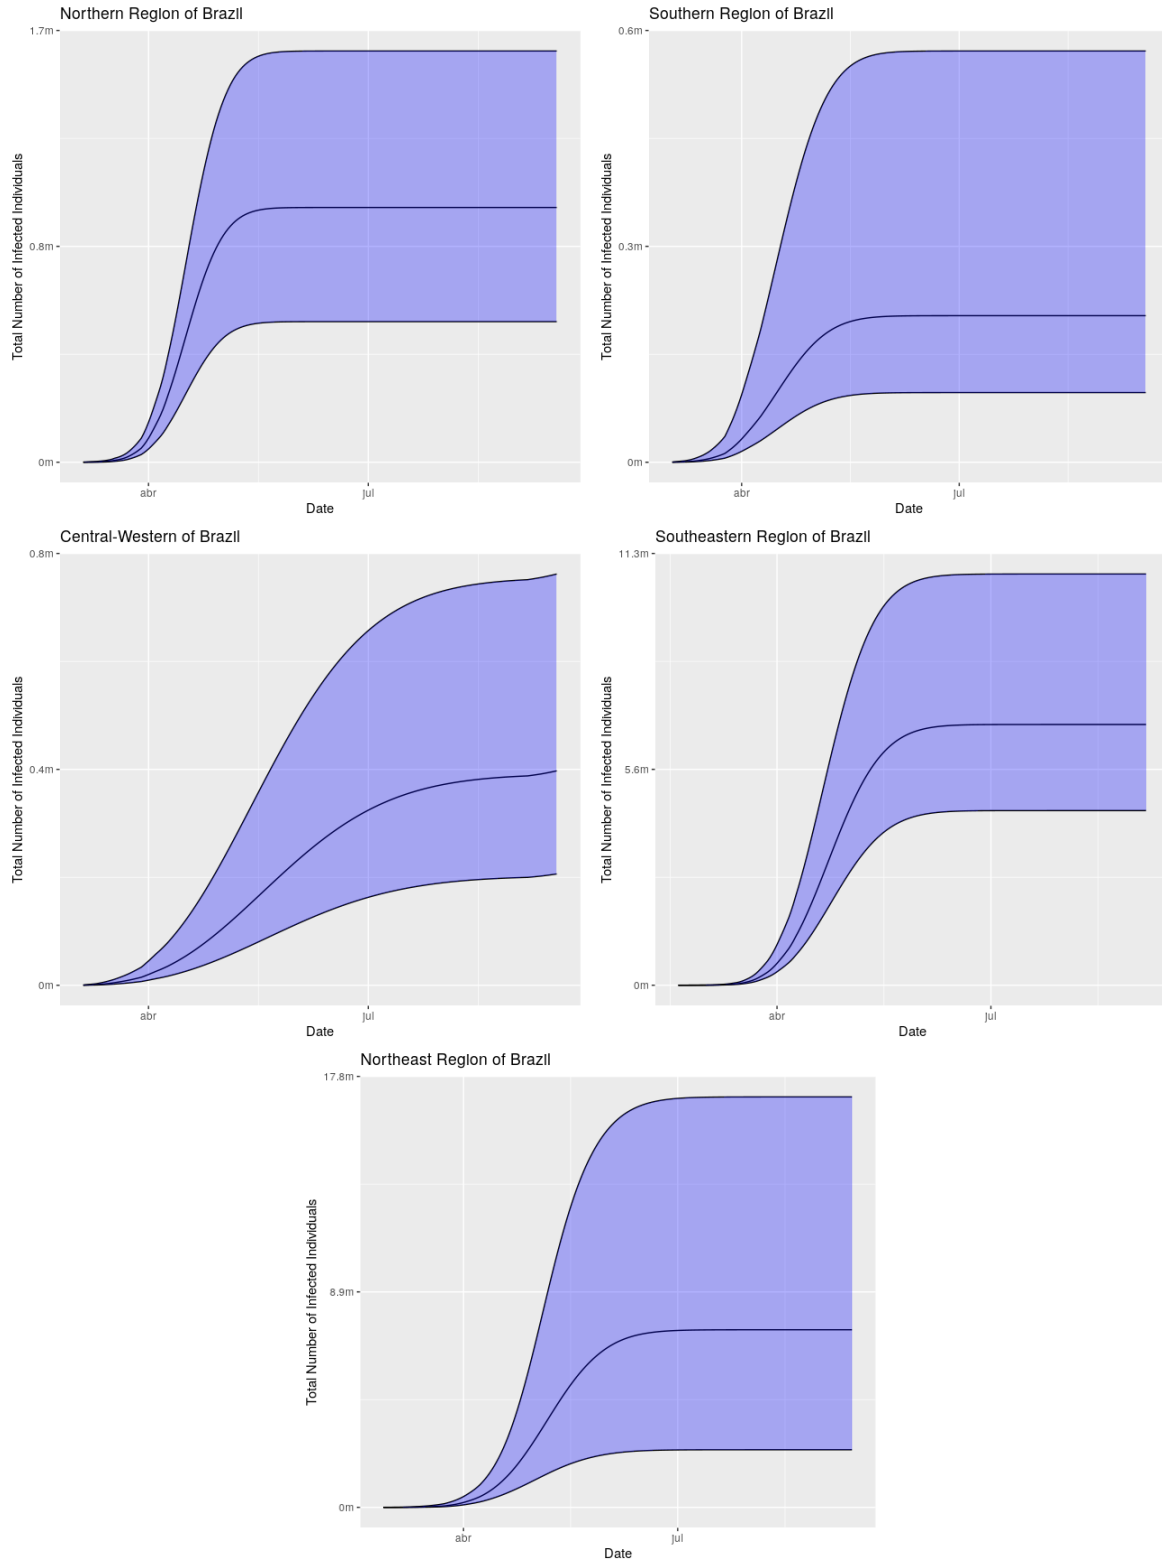 Northern Region of Brazil
1.7m
0.8m
0m
Total Number of Infected Individuals
abr
jul
Date
Southern Region of Brazil
0.6m
0.3m
0m
Total Number of Infected Individuals
abr
jul
Date
Central-Western of Brazil
0.8m
0.4m
0m
Total Number of Infected Individuals
abr
jul
Date
Southeastern Region of Brazil
11.3m
5.6m
0m
Total Number of Infected Individuals
abr
jul
Date
Northeast Region of Brazil
17.8m
8.9m
0m
Total Number of Infected Individuals
abr
jul
Date